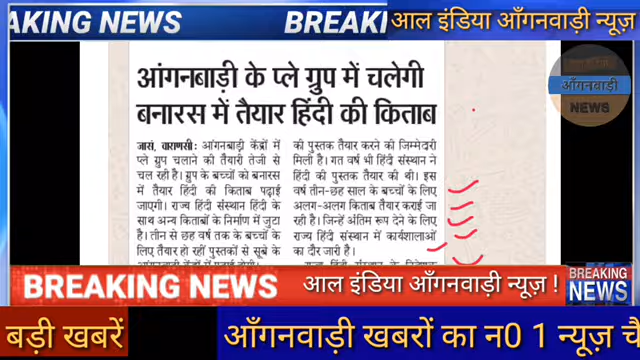 AKING NEWS
BREAKI
आल इंडिया आँगनवाड़ी न्यूज़
आँगनवाड़ी
NEWS
आंगनबाड़ी के प्ले ग्रुप में चलेगी
बनारस में तैयार हिंदी की किताब
जासं, वाराणसी: आंगनबाड़ी केंद्रों में
प्ले ग्रुप चलाने की तैयारी तेजी से
चल रही है। ग्रुप के बच्चों को बनारस
में तैयार हिंदी की किताब पढ़ाई
जाएगी। राज्य हिंदी संस्थान हिंदी के
साथ अन्य किताबों के निर्माण में जुटा
है। तीन से छह वर्ष तक के बच्चों के
लिए तैयार हो रहीं पुस्तकों से सूबे के
की पुस्तक तैयार करने की जिम्मेदारी
मिली है। गत वर्ष भी हिंदी संस्थान ने
हिंदी की पुस्तक तैयार की थी। इस
वर्ष तीन-छह साल के बच्चों के लिए
अलग-अलग किताब तैयार कराई जा
रही है। जिन्हें अंतिम रूप देने के लिए
राज्य हिंदी संस्थान में कार्यशालाओं
का दौर जारी है।
BREAKING NEWS
आल इंडिया आँगनवाड़ी न्यूज़ !
BREAKING
NEWS
बड़ी खबरें
आँगनवाड़ी खबरों का न0 1 न्यूज़ चै